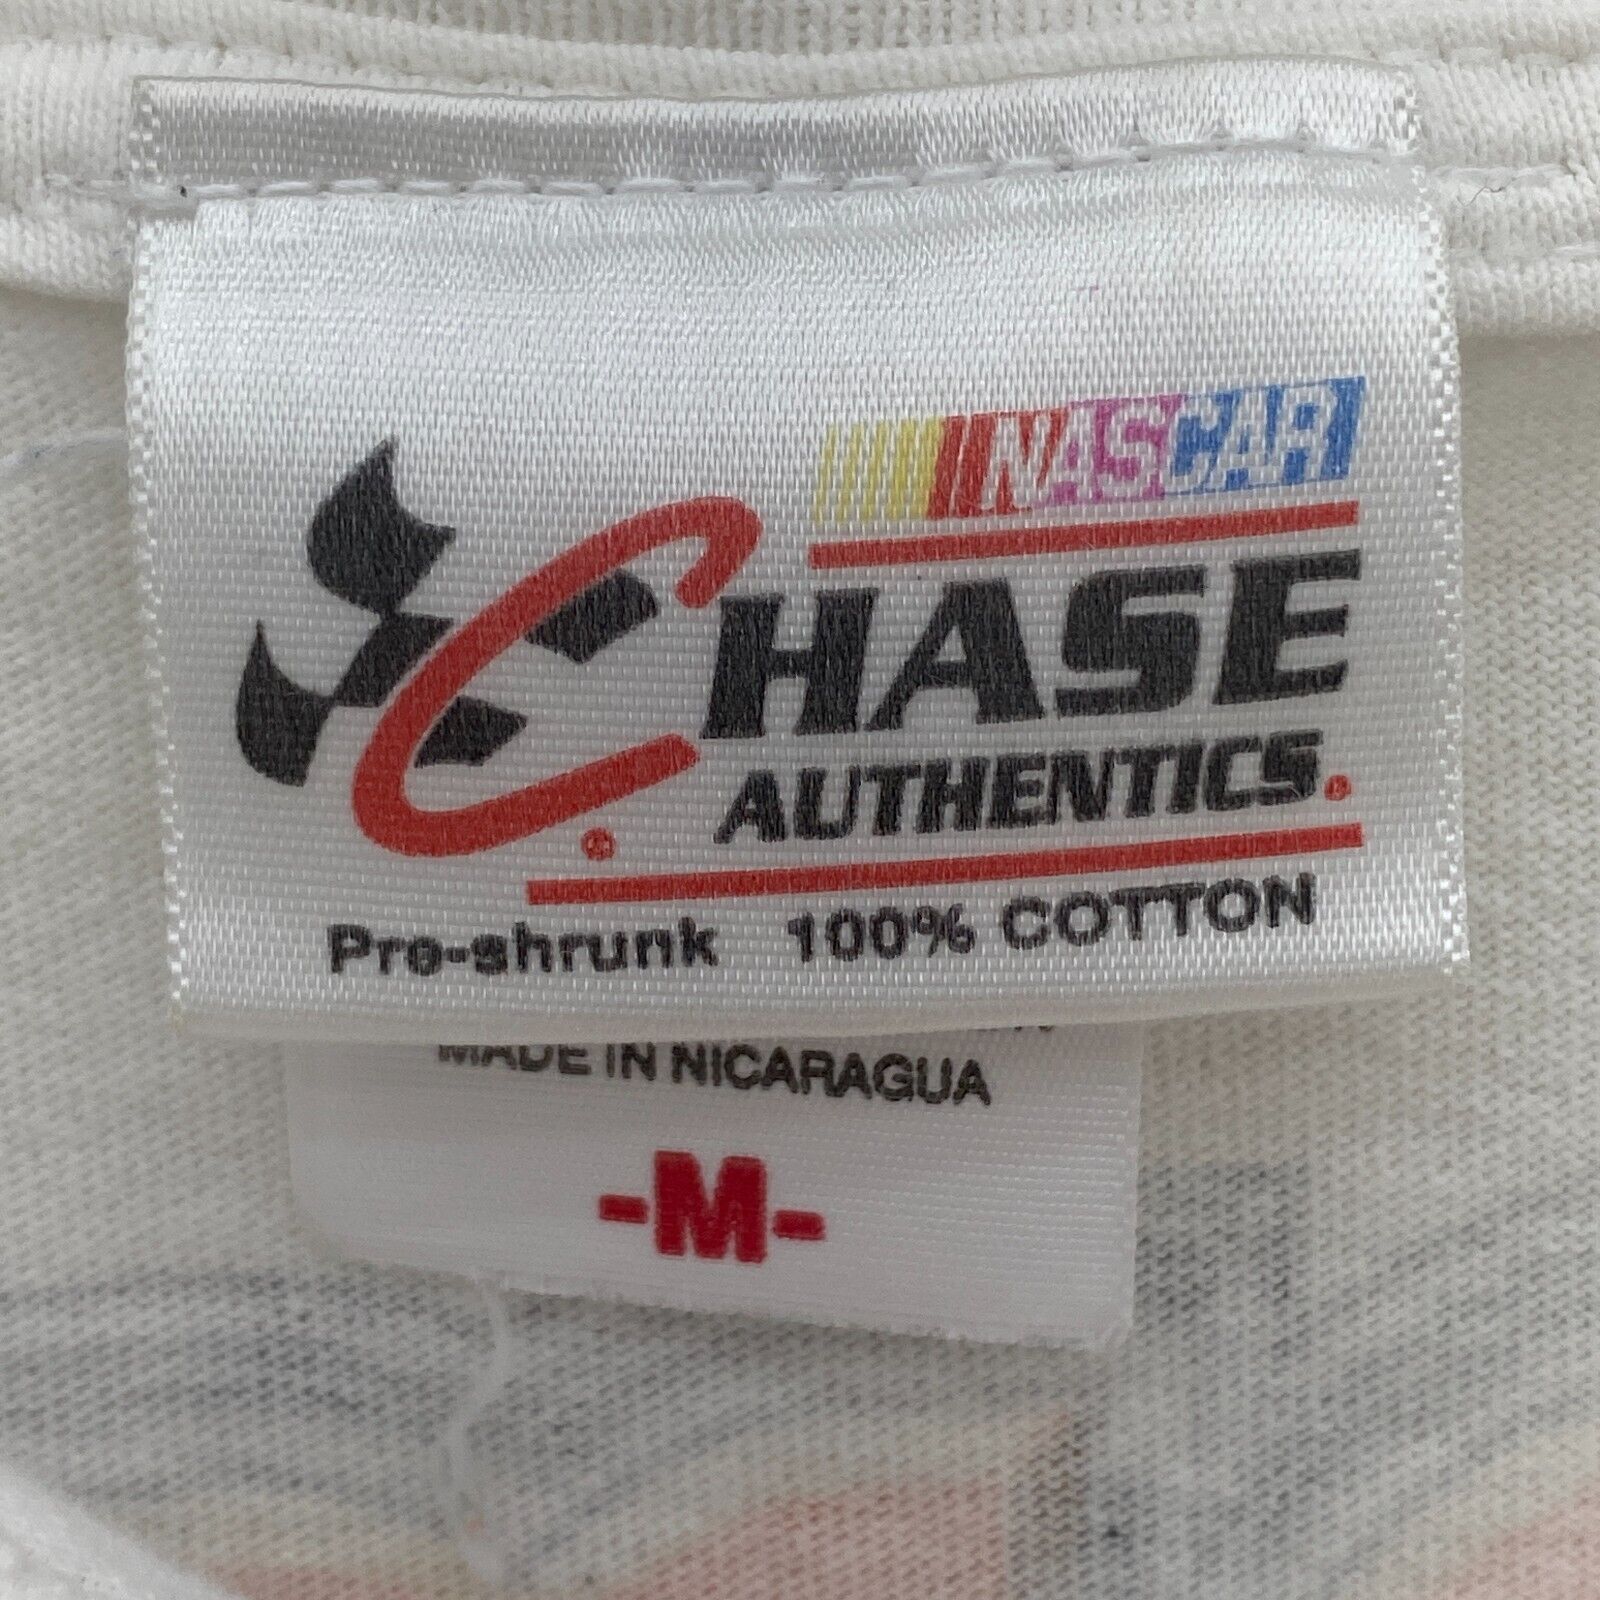 NASCAR
CHASE
AUTHENTICS.
Pre-shrunk 100% COTTON
MADE IN NICARAGUA
-M-